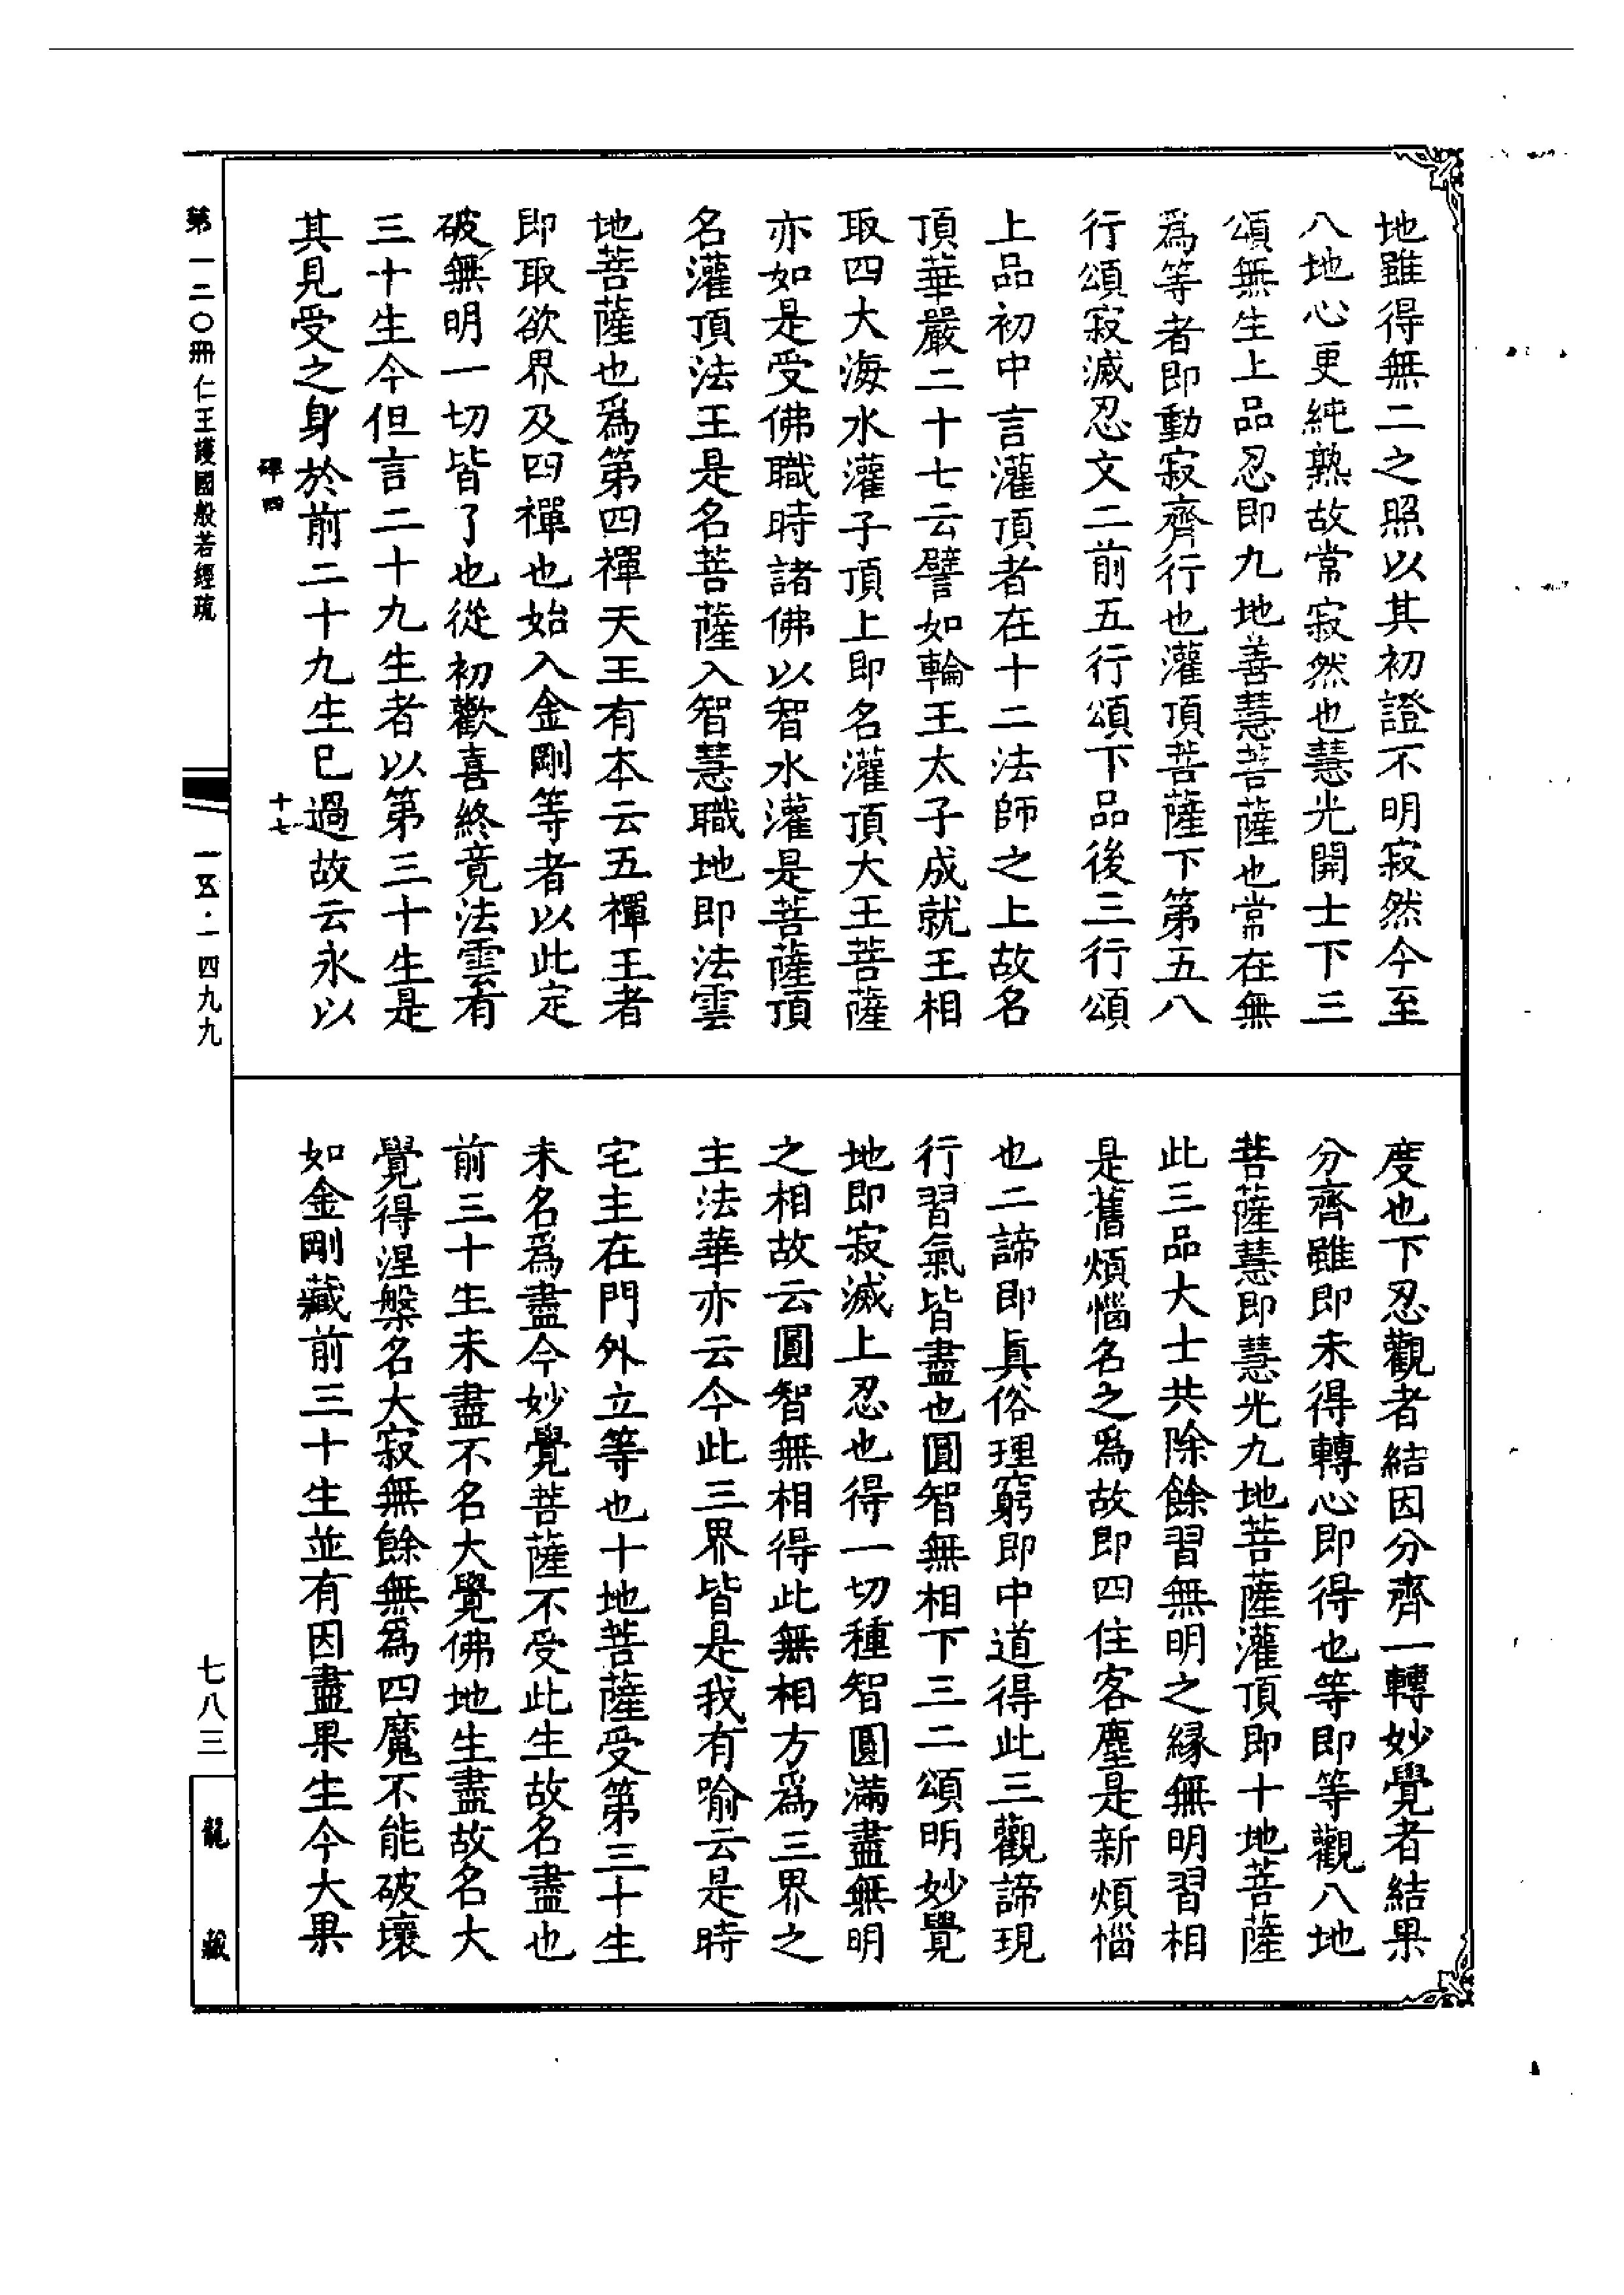 地雖得無二之照以其初證不明寂然今至
八地心更純熟故常寂然也慧光開士下三
頌無生上品忍即九地善慧菩薩也常在無
爲等者即動寂齊行也灌頂菩薩下第五八
行頌寂滅忍文二前五行頌下品後三行頌
上品初中言灌頂者在十二法師之上故名
頂華嚴二十七云譬如輪王太子成就王相
取四大海水灌子頂上即名灌頂大王菩薩
亦如是受佛職時諸佛以智水灌是菩薩頂
名灌頂法王是名菩薩入智慧職地即法雲
地菩薩也爲第四禪天王有本云五禪王者
即取欲界及四禪也始入金剛等者以此定
破無明一切皆了也從初歡喜終竟法雲有
三十生今但言二十九生者以第三十生是
其見受之身於前二十九生已過故云永以
度也下忍觀者結因分齊一轉妙覺者結果
分齊雖即未得轉心即得也等即等觀八地
菩薩慧即慧光九地菩薩灌頂即十地菩薩
此三品大士共除餘習無明之緣無明習相
是舊煩惱名之爲故即四住客塵是新煩惱
也二諦即眞俗理窮即中道得此三觀諦現
行習氣皆盡也圓智無相下三二頌明妙覺
地即寂滅上忍也得一切種智圓滿盡無明
之相故云圓智無相得此無相方爲三界之
主法華亦云今此三界皆是我有喻云是時
宅主在門外立等也十地菩薩受第三十生
未名爲盡今妙覺菩薩不受此生故名盡也
前三十生未盡不名大覺佛地生盡故名大
覺得涅槃名大寂無餘無爲四魔不能破壞
如金剛藏前三十生並有因盡果生今大果
碑四
十七
第一二〇冊 仁王護國般若經疏
一五·一四九九
七八三
龍藏